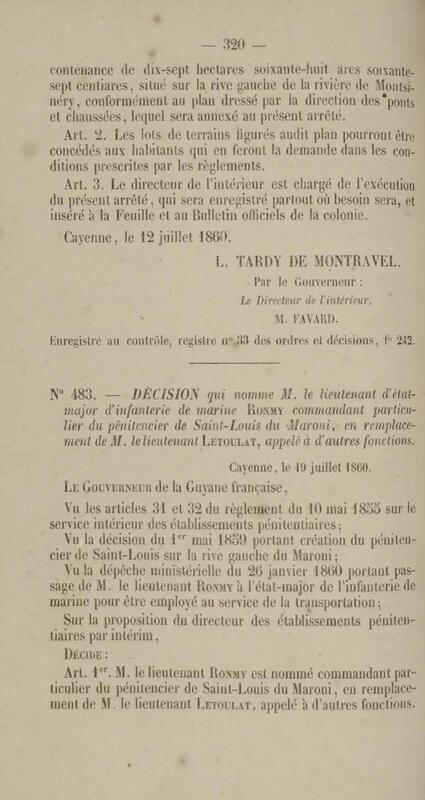 — 320 —
contenance de dix-sept hectares soixante-huit ares soixante-
sept centiares, situé sur la rive gauche de la rivière de Montsi-
néry, conformément au plan dressé par la direction des ponts
et chaussées, lequel sera annexé au présent arrêté.
Art. 2. Les lots de terrains figurés audit plan pourront être
concédés aux habitants qui en feront la demande dans les con-
ditions prescrites par les règlements.
Art. 3. Le directeur de l'intérieur est chargé de l'exécution
du présent arrêté, qui sera enregistré partout où besoin sera, et
inséré à la Feuille et au Bulletin officiels de la colonie.
Cayenne, le 12 juillet 1860.
L. TARDY DE MONTRAVEL.
Par le Gouverneur :
Le Directeur de l'intérieur,
M. FAVARD.
Enregistré au contrôle, registre n° 33 des ordres et décisions, f° 242.
N° 483. — DÉCISION qui nomme M. le lieutenant d'état-
major d'infanterie de marine RONMY commandant particu-
lier du pénitencier de Saint-Louis du Maroni, en remplace-
ment de M. le lieutenant LETOULAT, appelé à d'autres fonctions.
Cayenne, le 19 juillet 1860.
LE GOUVERNEUR de la Guyane française,
Vu les articles 31 et 32 du règlement du 10 mai 1855 sur le
service intérieur des établissements pénitentiaires;
Vu la décision du 1er mai 1859 portant création du péniten-
cier de Saint-Louis sur la rive gauche du Maroni;
Vu la dépêche ministérielle du 26 janvier 1860 portant pas-
sage de M. le lieutenant RONMY à l'état-major de l'infanterie de
marine pour être employé au service de la transportation;
Sur la proposition du directeur des établissements péniten-
tiaires par intérim,
DÉCIDE :
Art. 1er. M. le lieutenant RONMY est nommé commandant par-
ticulier du pénitencier de Saint-Louis du Maroni, en remplace-
ment de M. le lieutenant LETOULAT, appelé à d'autres fonctions.